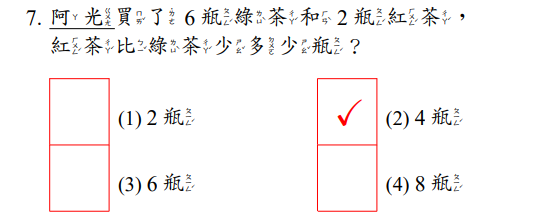 7. 阿光買了 6 瓶綠茶和 2 瓶紅茶，
紅茶比綠茶少多少瓶？
(1) 2 瓶 ✓ (2) 4 瓶
(3) 6 瓶 (4) 8 瓶